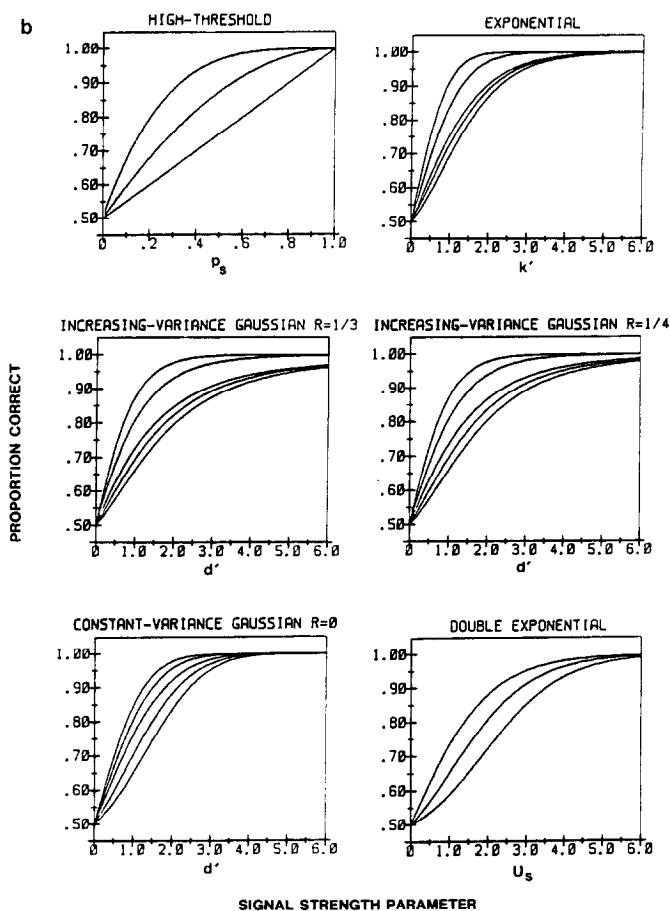 b
HIGH-THRESHOLD
1.00
.90
.80
.70
.60
.50
0 .2 .4 .6 .8 1.0
Ps
EXPONENTIAL
1.00
.90
.80
.70
.60
.50
0 1.0 2.0 3.0 4.0 5.0 6.0
k′
INCREASING-VARIANCE GAUSSIAN R=1/3
1.00
.90
.80
.70
.60
.50
0 1.0 2.0 3.0 4.0 5.0 6.0
d′
INCREASING-VARIANCE GAUSSIAN R=1/4
1.00
.90
.80
.70
.60
.50
0 1.0 2.0 3.0 4.0 5.0 6.0
d′
PROPORTION CORRECT
CONSTANT-VARIANCE GAUSSIAN R=0
1.00
.90
.80
.70
.60
.50
0 1.0 2.0 3.0 4.0 5.0 6.0
d′
DOUBLE EXPONENTIAL
1.00
.90
.80
.70
.60
.50
0 1.0 2.0 3.0 4.0 5.0 6.0
Us
SIGNAL STRENGTH PARAMETER